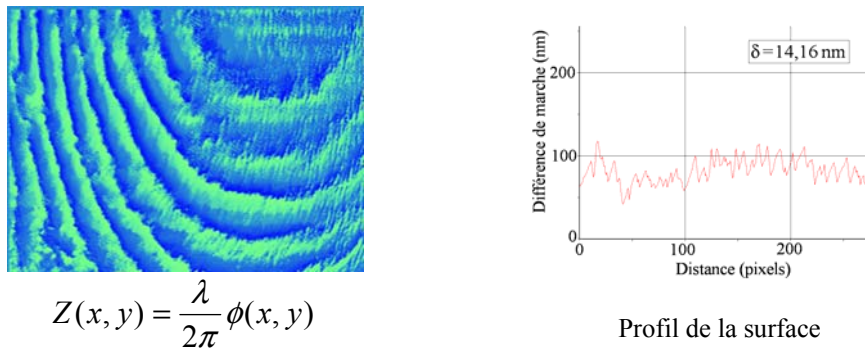 Différence de marche (nm)
200
100
0
δ = 14,16 nm
0 100 200
Distance (pixels)
Z(x, y) = \frac{λ}{2π} ϕ(x, y)
Profil de la surface